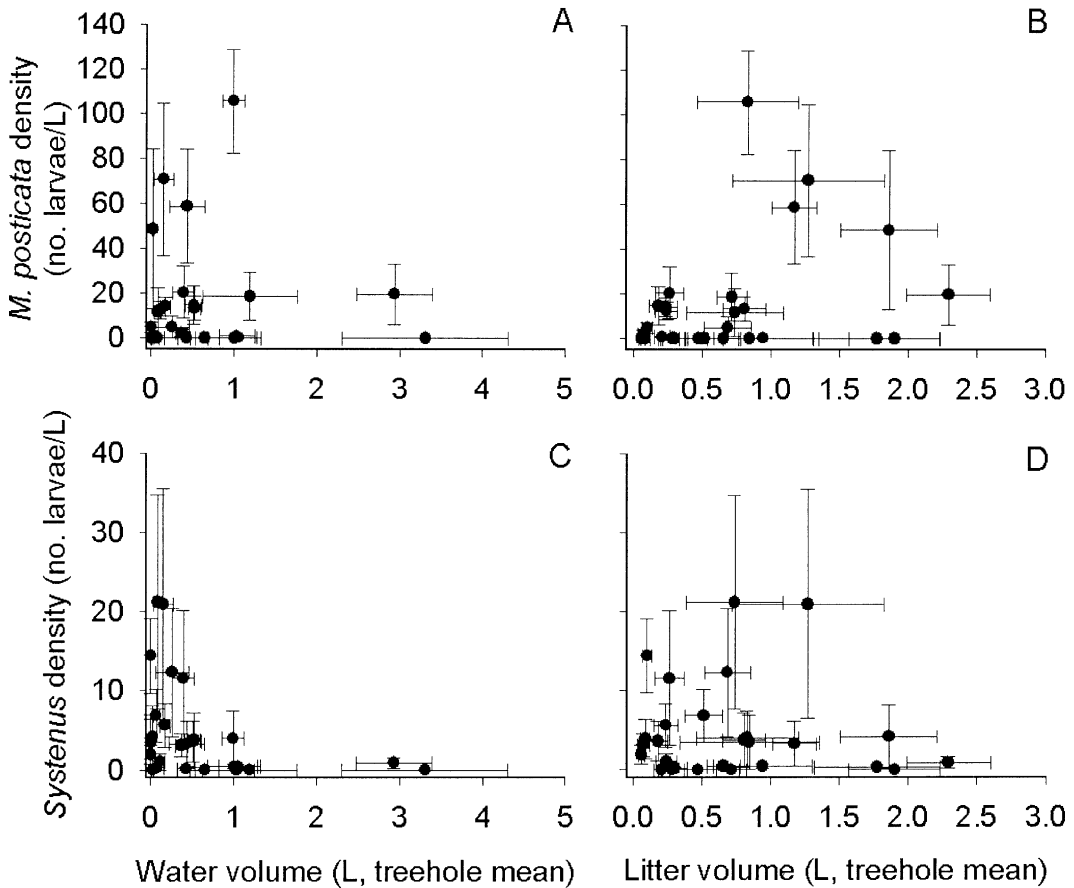 A
B
M. posticata density
(no. larvae/L)
140
120
100
80
60
40
20
0
0 1 2 3 4 5
0.0 0.5 1.0 1.5 2.0 2.5 3.0
C
D
Systenus density (no. larvae/L)
40
30
20
10
0
0 1 2 3 4 5
0.0 0.5 1.0 1.5 2.0 2.5 3.0
Water volume (L, treehole mean)
Litter volume (L, treehole mean)